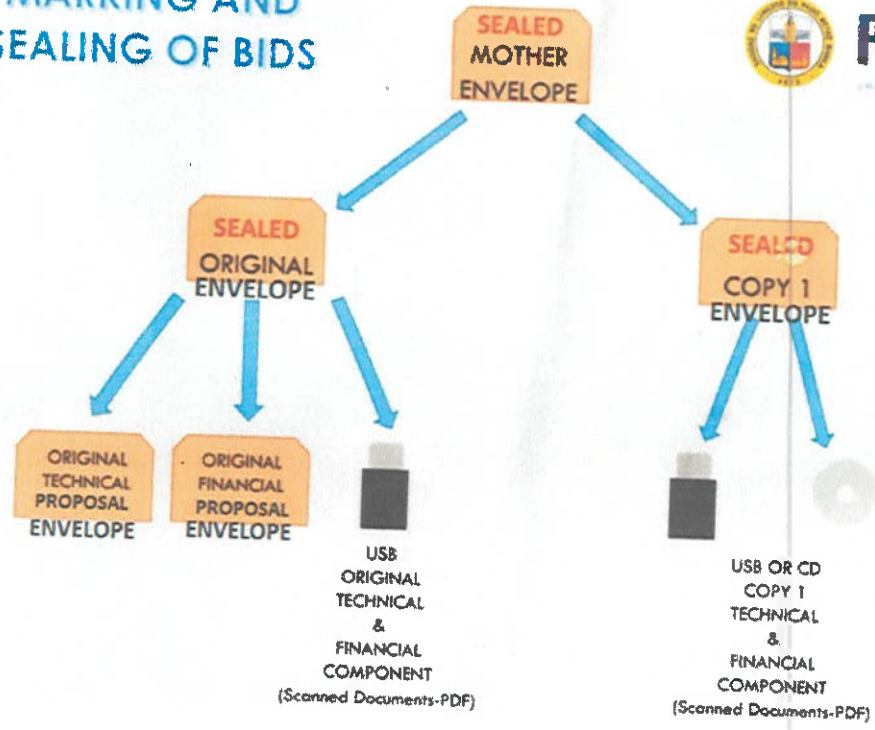 MARKING AND
SEALING OF BIDS
SEALED
MOTHER
ENVELOPE
SEALED
ORIGINAL
ENVELOPE
SEALED
COPY 1
ENVELOPE
ORIGINAL
TECHNICAL
PROPOSAL
ENVELOPE
ORIGINAL
FINANCIAL
PROPOSAL
ENVELOPE
USB
ORIGINAL
TECHNICAL
&
FINANCIAL
COMPONENT
(Scanned Documents-PDF)
USB OR CD
COPY 1
TECHNICAL
&
FINANCIAL
COMPONENT
(Scanned Documents-PDF)